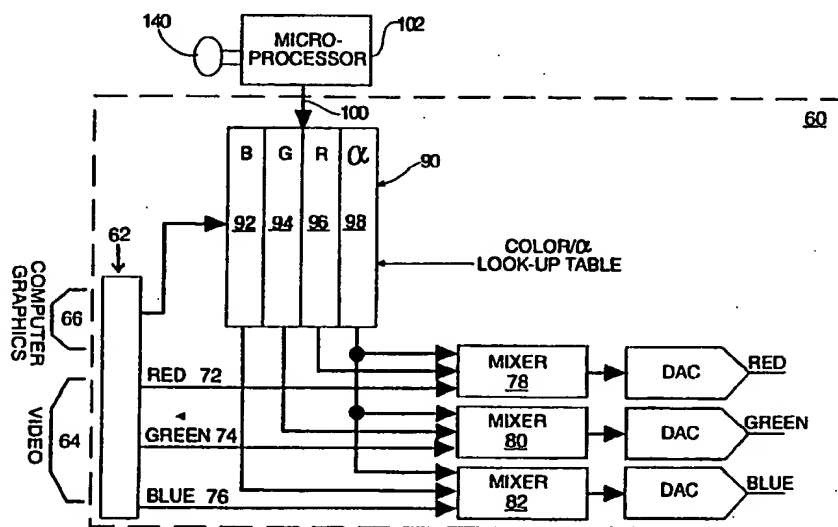 140
MICRO-
PROCESSOR
102
100
60
B G R α
90
92 94 96 98
62
COLOR/α
LOOK-UP TABLE
COMPUTER
GRAPHICS
66
RED 72
MIXER
78
DAC
RED
VIDEO
64
GREEN 74
MIXER
80
DAC
GREEN
BLUE 76
MIXER
82
DAC
BLUE